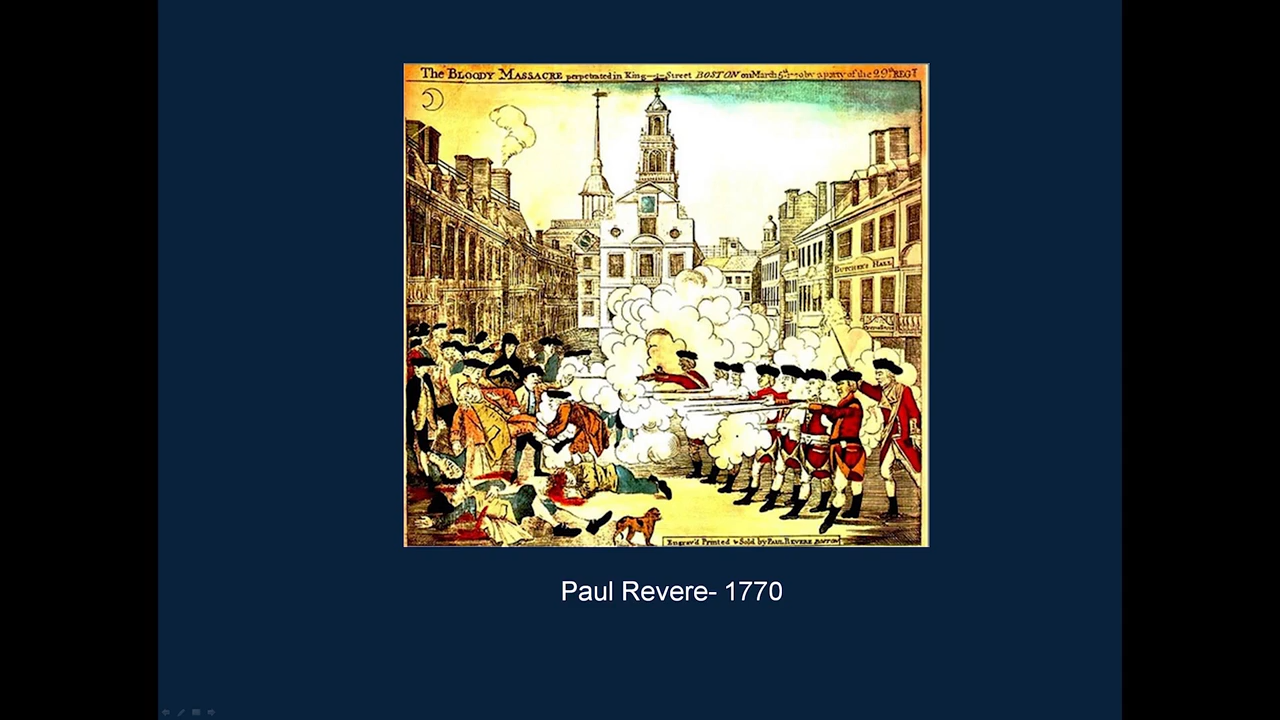 The BLOODY MASSACRE perpetrated in King Street BOSTON on March 5th 1770 by a party of the 29th REGT
BUTCHER'S HALL
Engrav'd Printed & Sold by PAUL REVERE BOSTON
Paul Revere- 1770